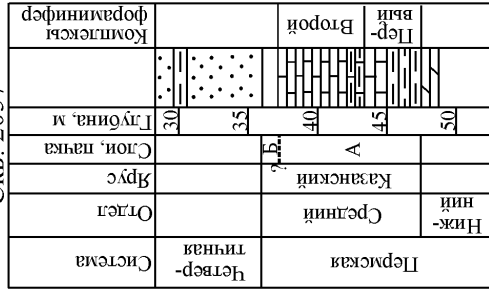 Система
Четвер-
тичная
Пермская
Отдел
Средний
Ниж-
ний
Ярус
Казанский
Слои, пачка
? Б
А
Глубина, м
30
35
40
45
50
Комплексы
фораминифер
Второй
Пер-
вый